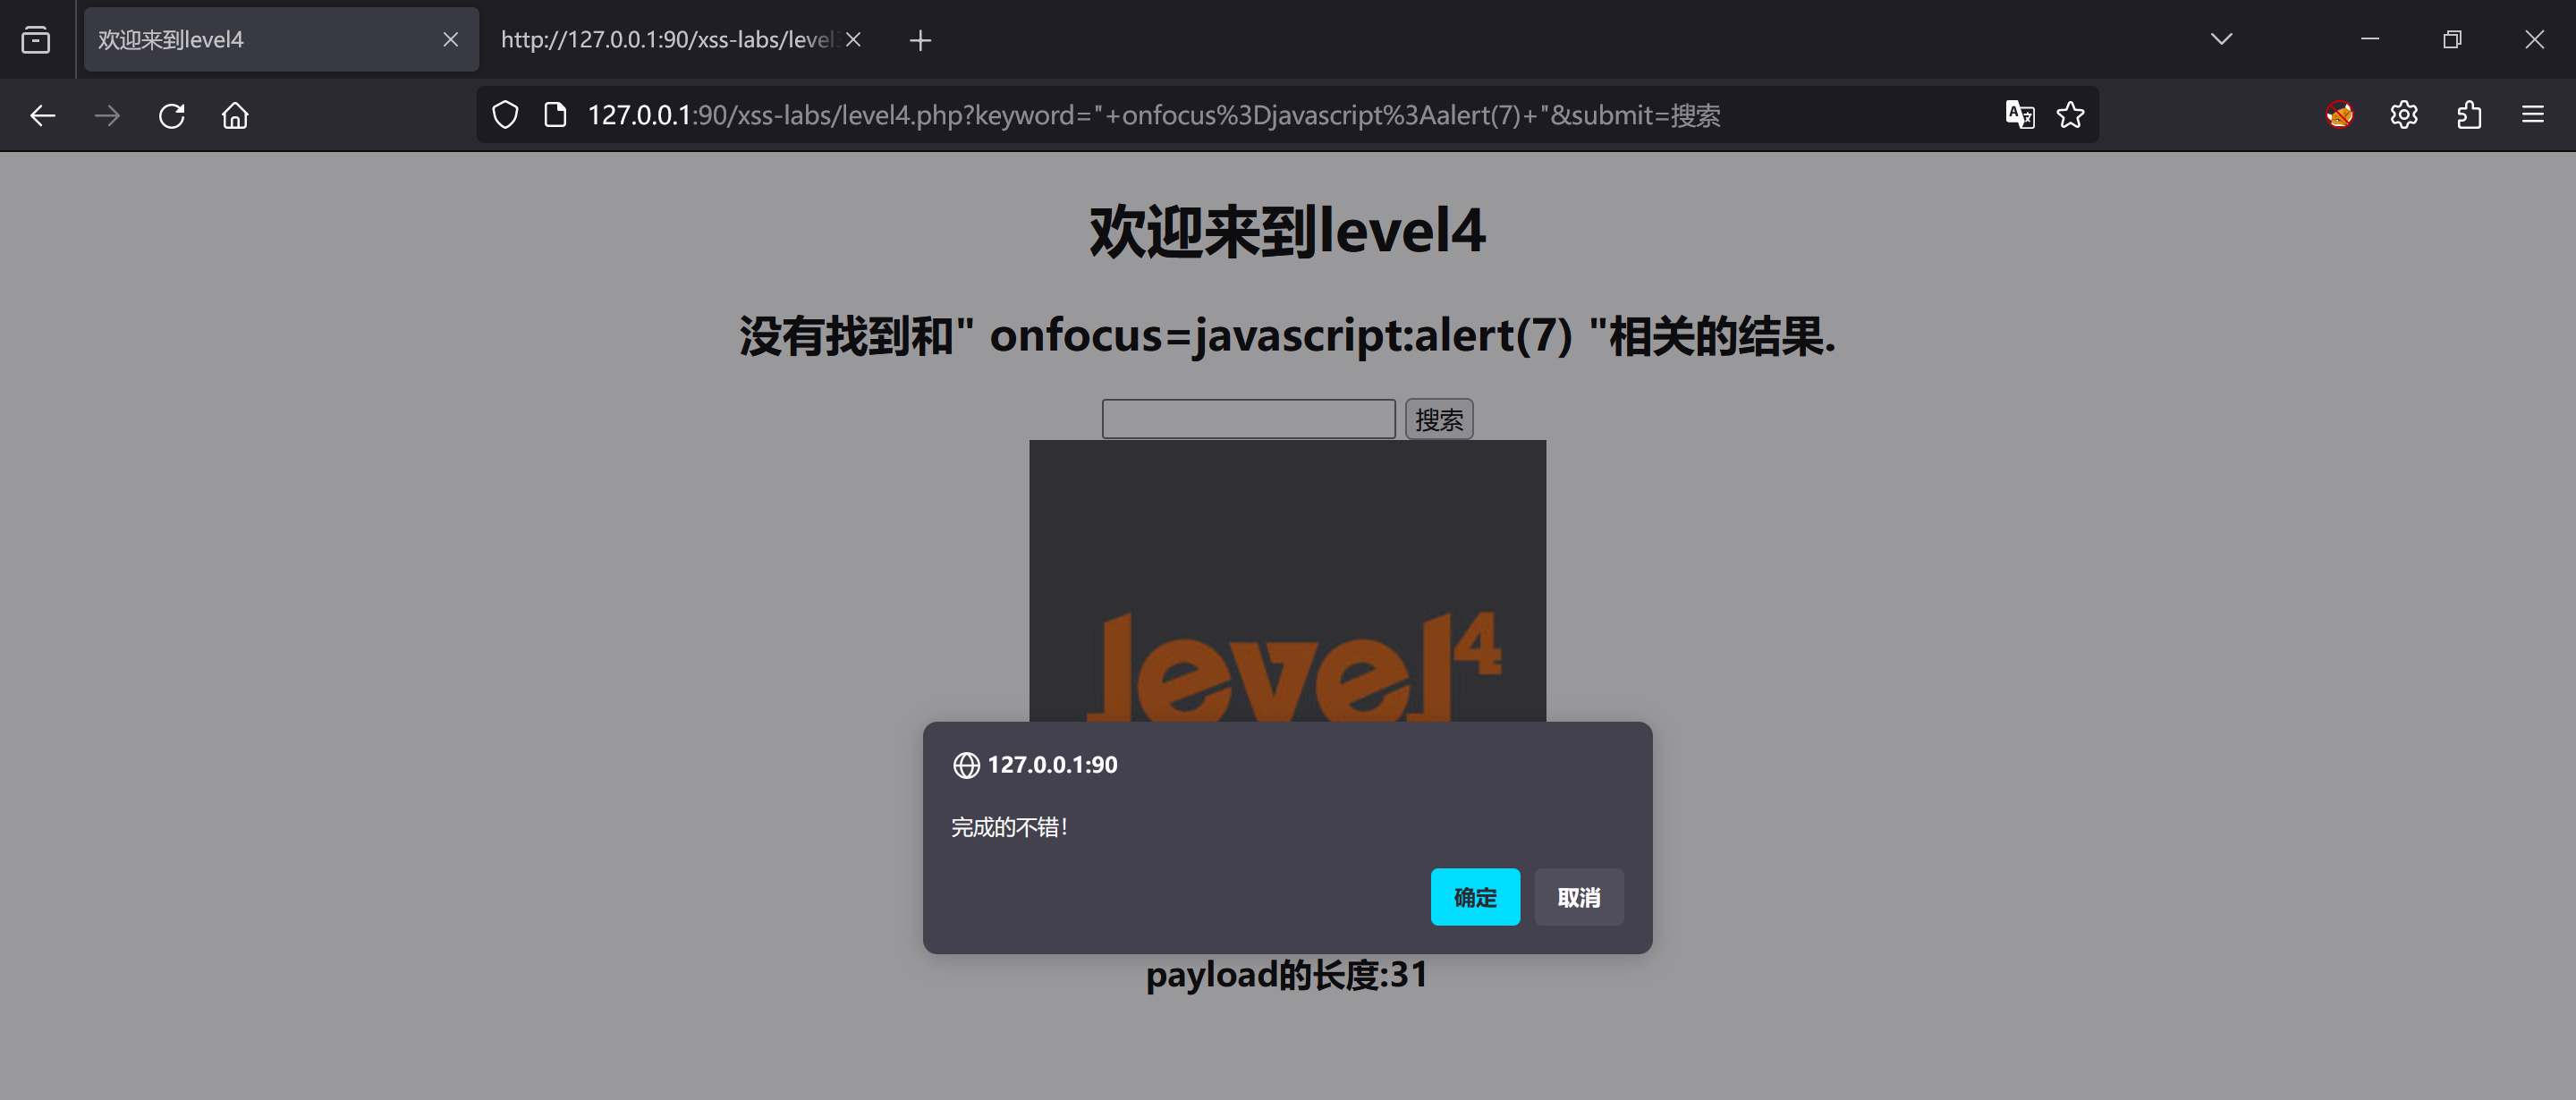 欢迎来到level4
http://127.0.0.1:90/xss-labs/level
127.0.0.1:90/xss-labs/level4.php?keyword="+onfocus%3Djavascript%3Aalert(7)+"&submit=搜索
欢迎来到level4
没有找到和" onfocus=javascript:alert(7) "相关的结果.
搜索
level4
127.0.0.1:90
完成的不错!
确定 取消
payload的长度:31